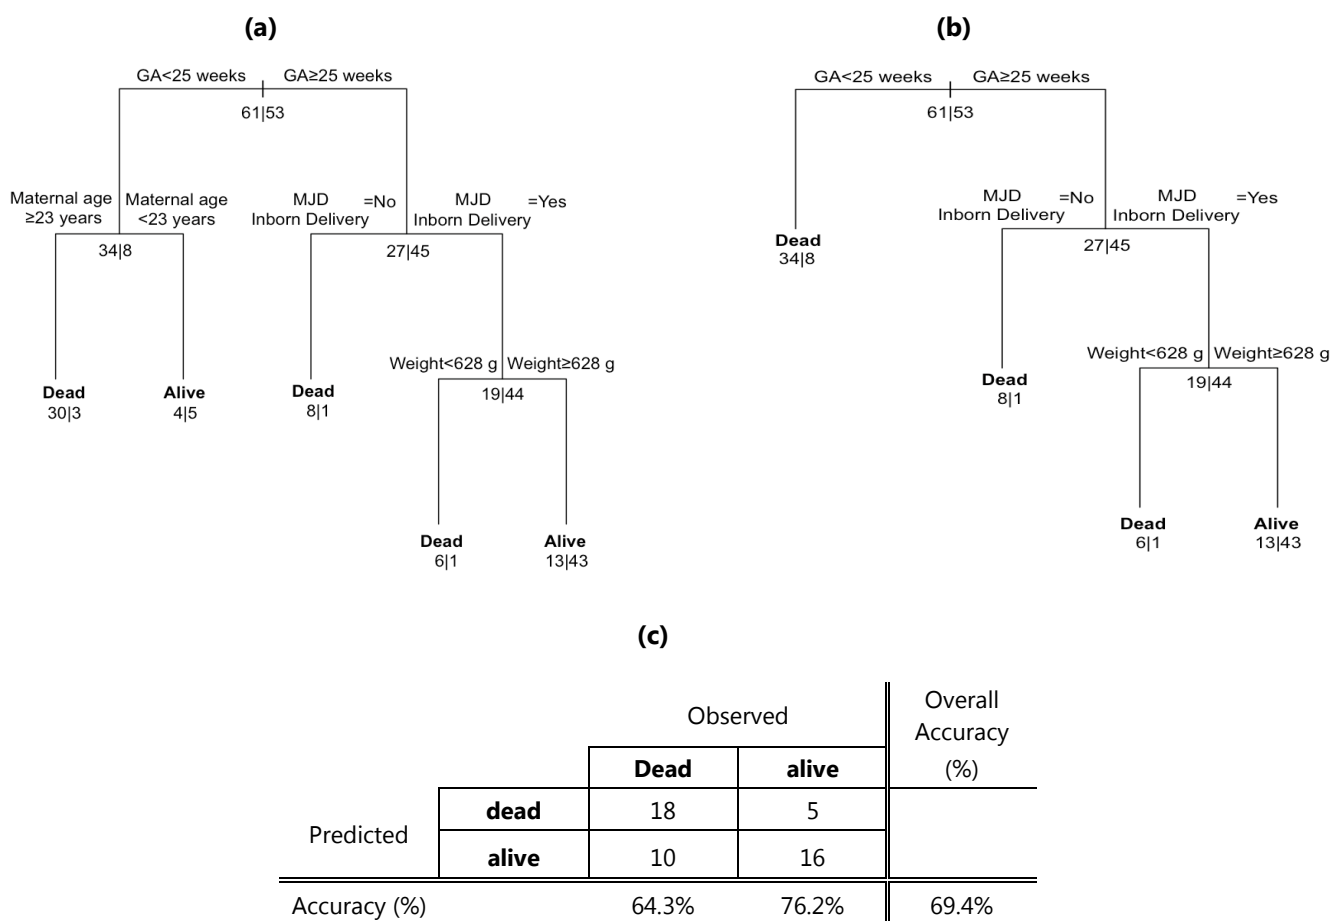 (a)
GA<25 weeks GA≥25 weeks
61|53
Maternal age
≥23 years
Maternal age
<23 years
34|8
MJD =No
Inborn Delivery
MJD =Yes
Inborn Delivery
27|45
Dead
30|3
Alive
4|5
Dead
8|1
Weight<628 g Weight≥628 g
19|44
Dead
6|1
Alive
13|43
(b)
GA<25 weeks GA≥25 weeks
61|53
Dead
34|8
MJD =No
Inborn Delivery
MJD =Yes
Inborn Delivery
27|45
Dead
8|1
Weight<628 g Weight≥628 g
19|44
Dead
6|1
Alive
13|43
(c)
Observed
Overall
Accuracy
(%)
Dead alive
Predicted
dead 18 5
alive 10 16
Accuracy (%) 64.3% 76.2% 69.4%